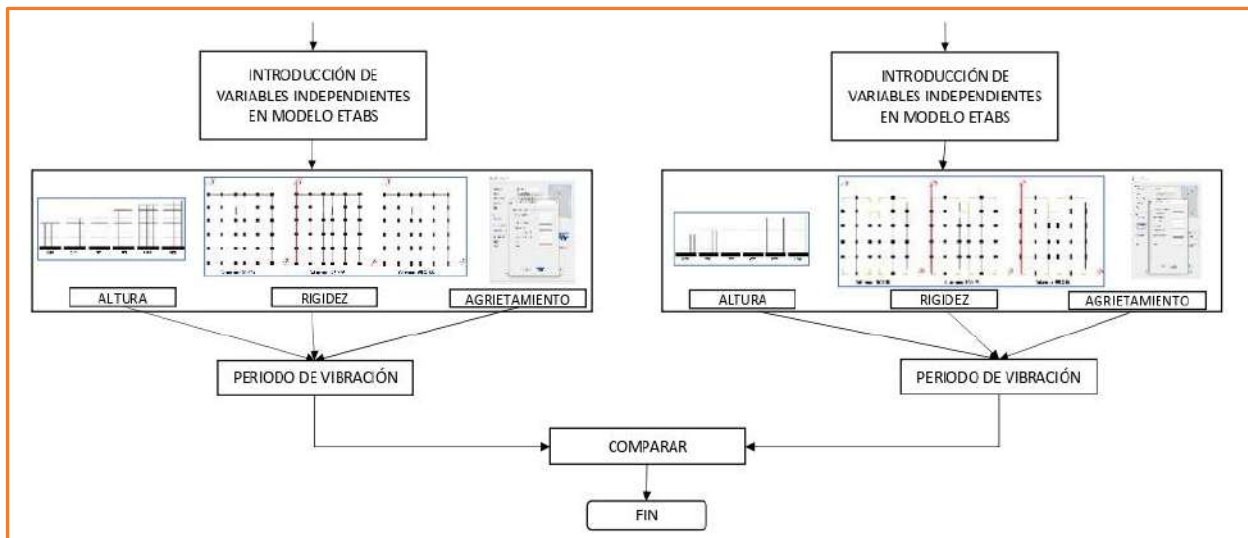 INTRODUCCIÓN DE
VARIABLES INDEPENDIENTES
EN MODELO ETABS
ALTURA
RIGIDEZ
AGRIETAMIENTO
PERIODO DE VIBRACIÓN
INTRODUCCIÓN DE
VARIABLES INDEPENDIENTES
EN MODELO ETABS
ALTURA
RIGIDEZ
AGRIETAMIENTO
PERIODO DE VIBRACIÓN
COMPARAR
FIN